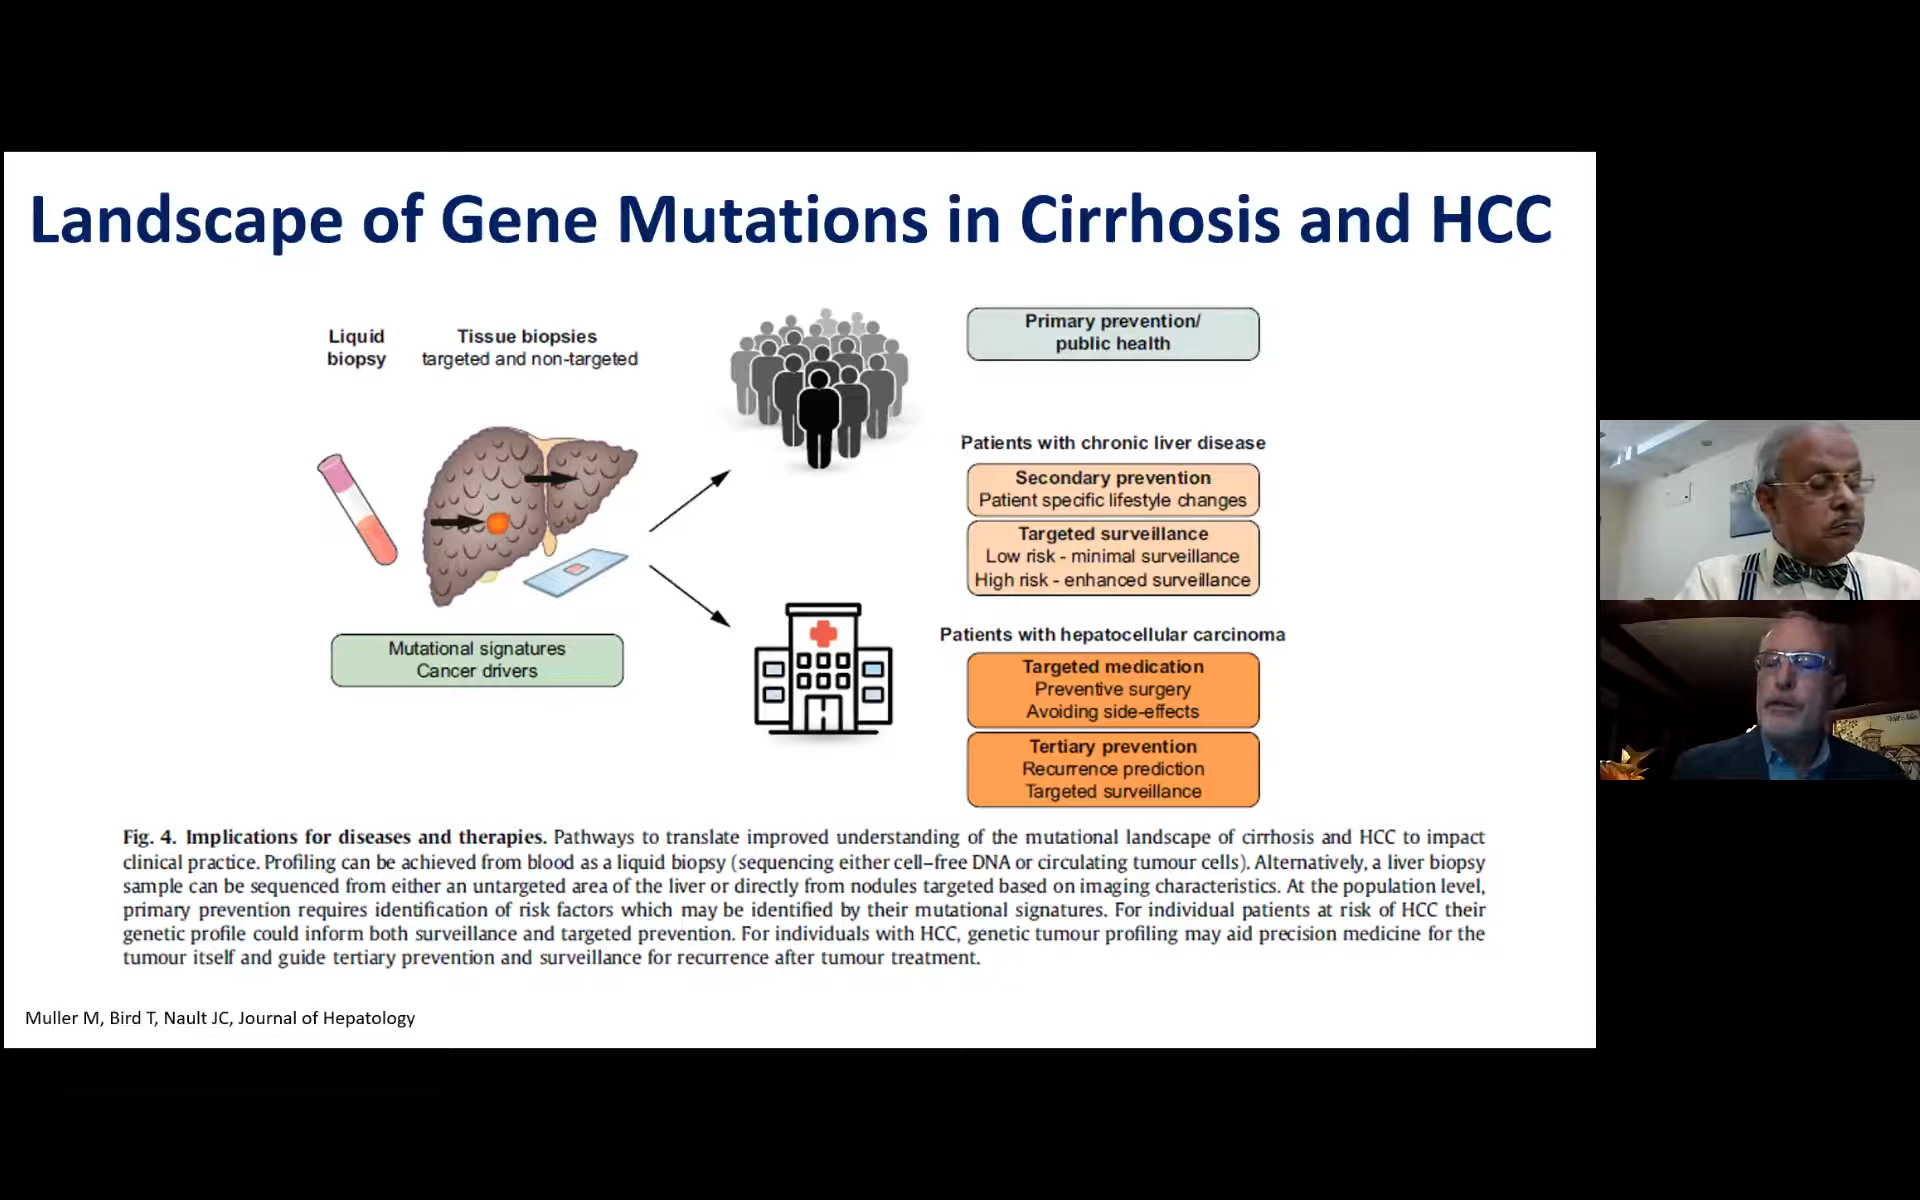 Landscape of Gene Mutations in Cirrhosis and HCC
Liquid
biopsy
Tissue biopsies
targeted and non-targeted
Mutational signatures
Cancer drivers
Primary prevention/
public health
Patients with chronic liver disease
Secondary prevention
Patient specific lifestyle changes
Targeted surveillance
Low risk - minimal surveillance
High risk - enhanced surveillance
Patients with hepatocellular carcinoma
Targeted medication
Preventive surgery
Avoiding side-effects
Tertiary prevention
Recurrence prediction
Targeted surveillance
Fig. 4. Implications for diseases and therapies. Pathways to translate improved understanding of the mutational landscape of cirrhosis and HCC to impact
clinical practice. Profiling can be achieved from blood as a liquid biopsy (sequencing either cell–free DNA or circulating tumour cells). Alternatively, a liver biopsy
sample can be sequenced from either an untargeted area of the liver or directly from nodules targeted based on imaging characteristics. At the population level,
primary prevention requires identification of risk factors which may be identified by their mutational signatures. For individual patients at risk of HCC their
genetic profile could inform both surveillance and targeted prevention. For individuals with HCC, genetic tumour profiling may aid precision medicine for the
tumour itself and guide tertiary prevention and surveillance for recurrence after tumour treatment.
Muller M, Bird T, Nault JC, Journal of Hepatology